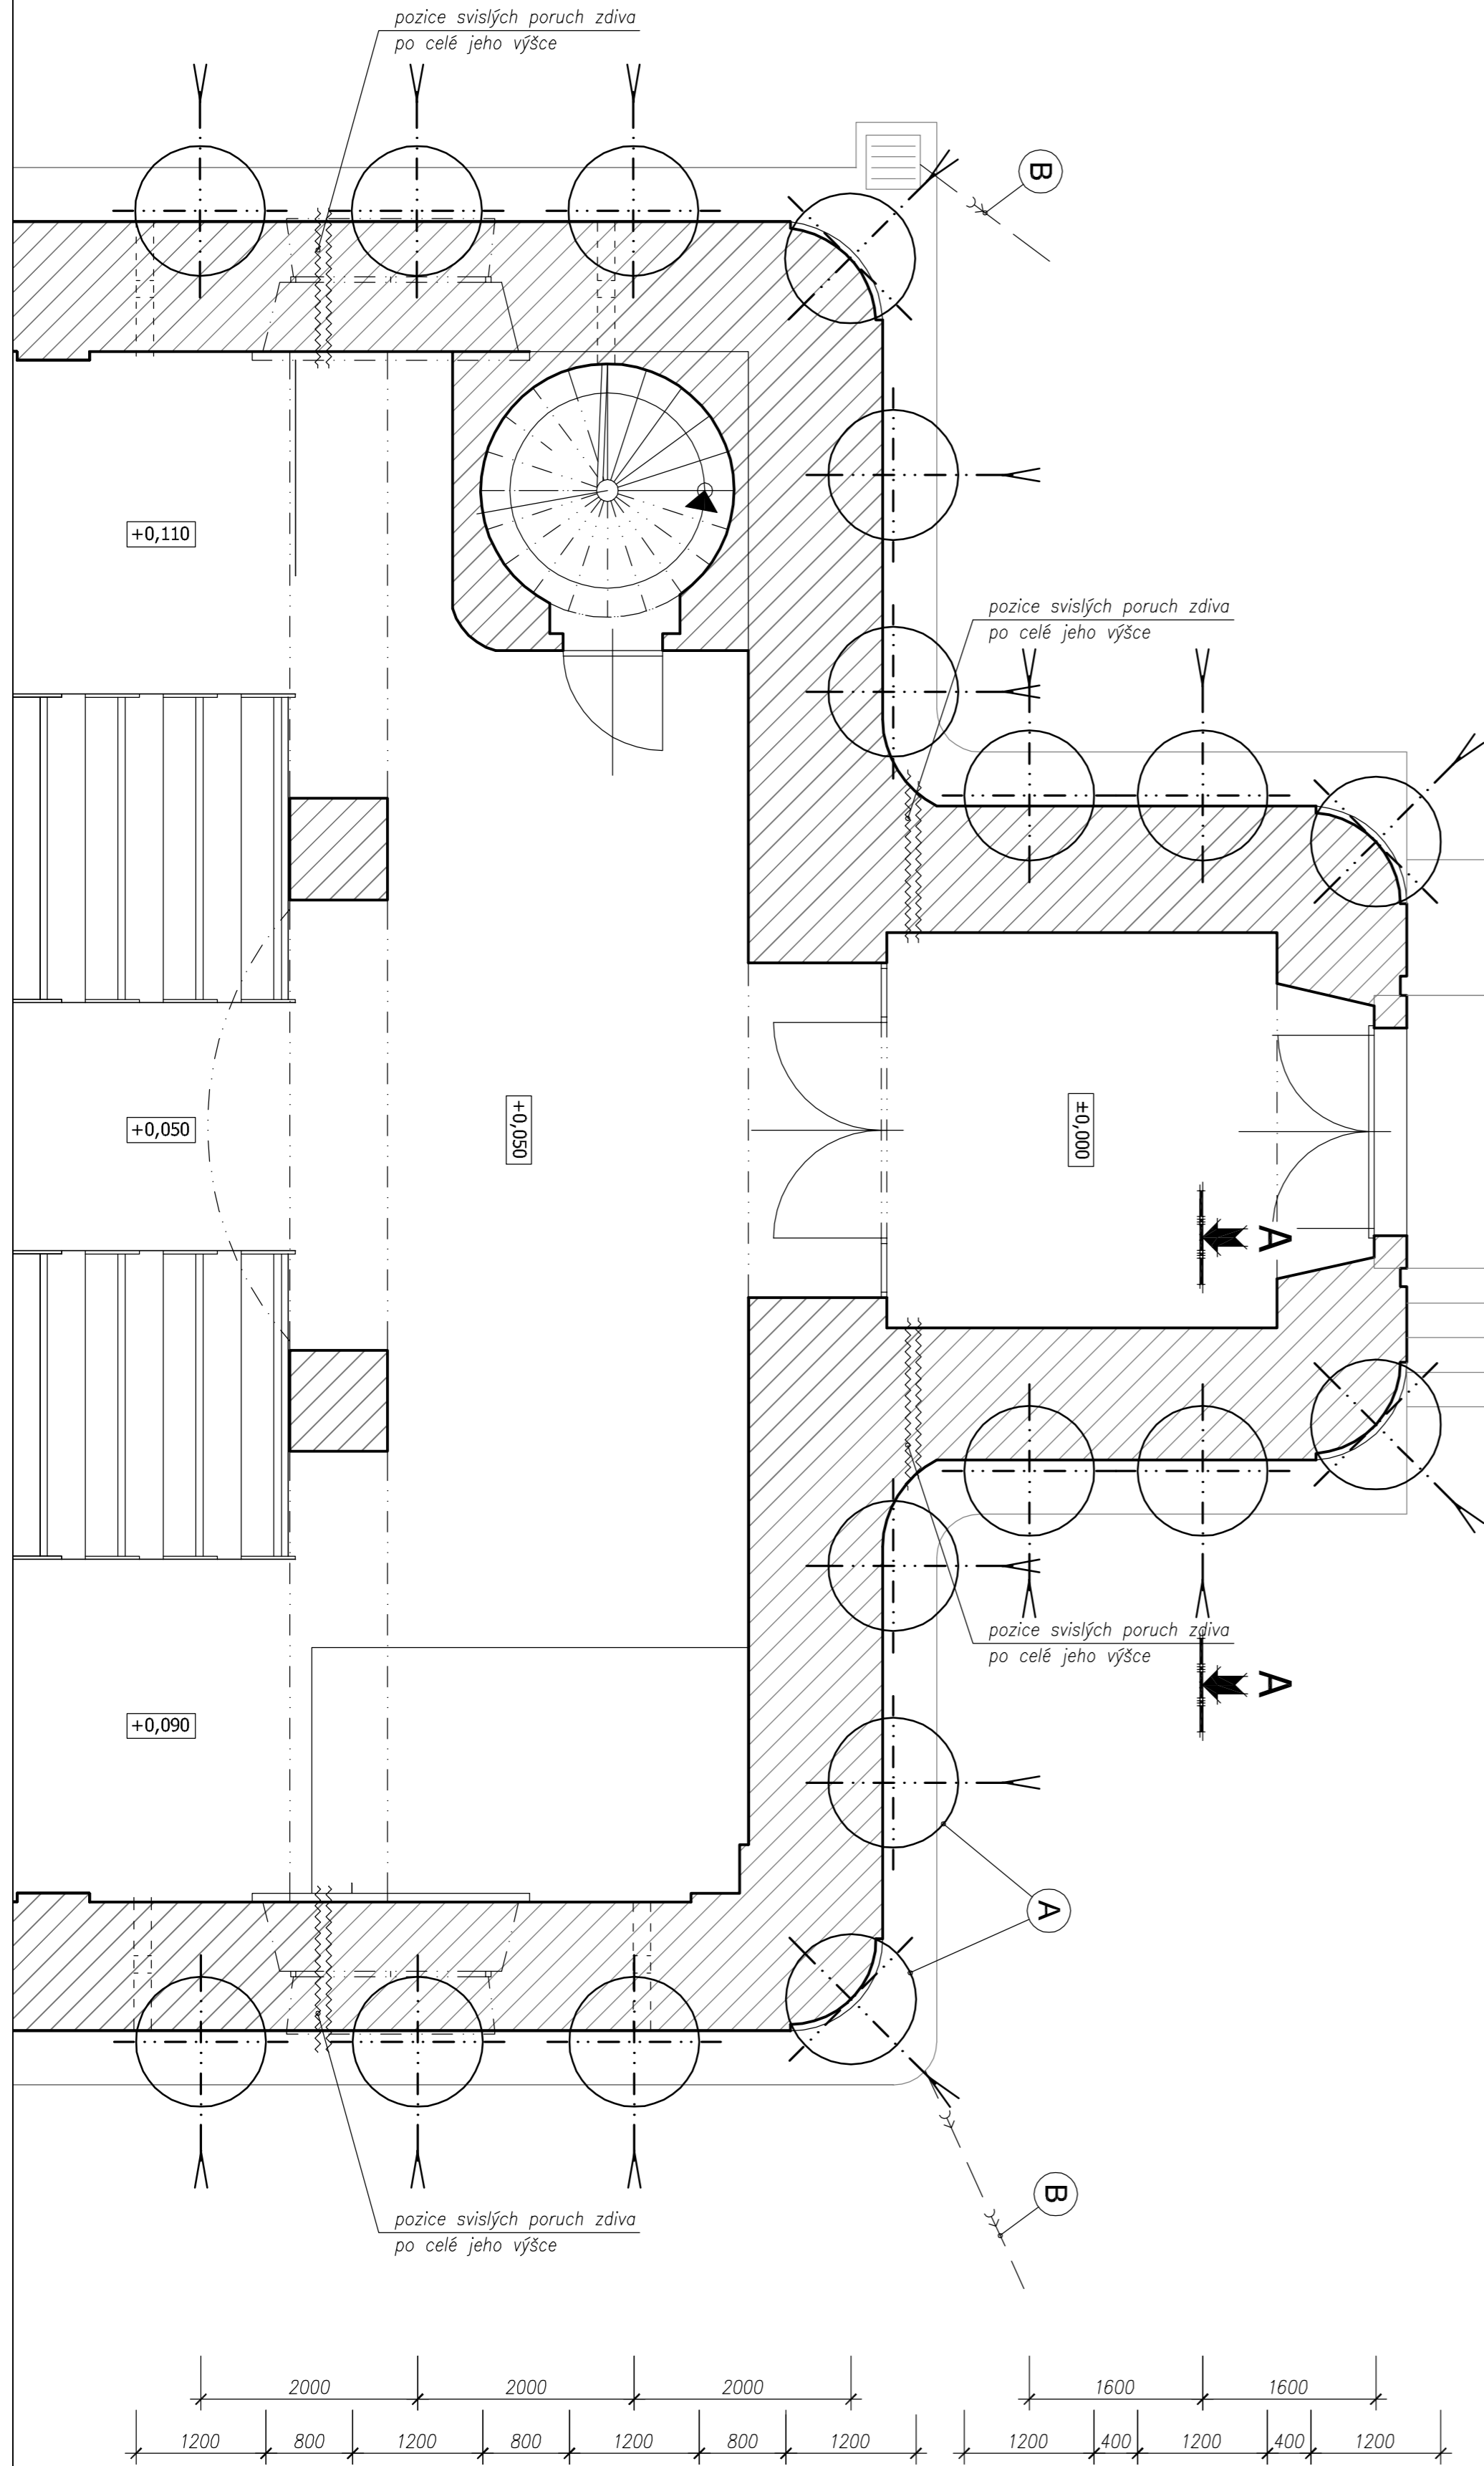 pozice svislých poruch zdiva
po celé jeho výšce
B
+0,110
pozice svislých poruch zdiva
po celé jeho výšce
+0,050
+0,050
±0,000
A
pozice svislých poruch zdiva
po celé jeho výšce
A
+0,090
A
B
pozice svislých poruch zdiva
po celé jeho výšce
2000 2000 2000 1600 1600
1200 800 1200 800 1200 800 1200 1200 400 1200 400 1200